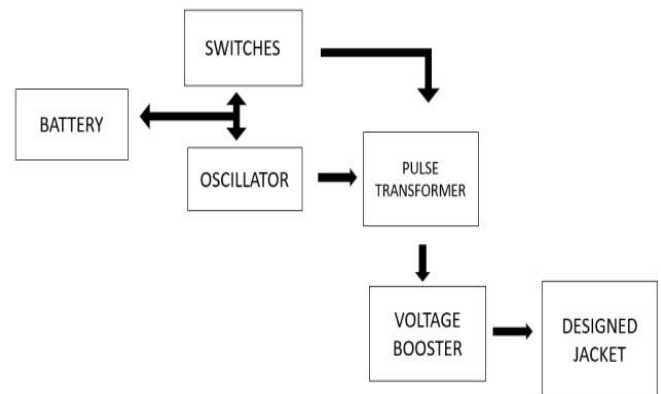 SWITCHES
BATTERY
OSCILLATOR
PULSE
TRANSFORMER
VOLTAGE
BOOSTER
DESIGNED
JACKET